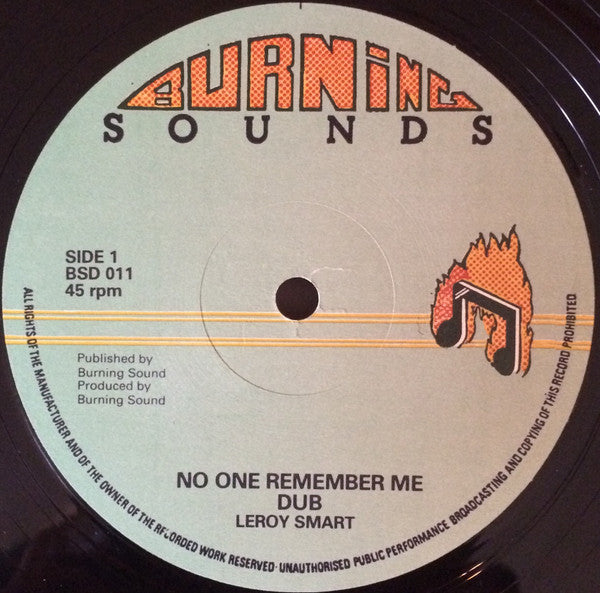 BURNiNG
SOUNDS
SIDE 1
BSD 011
45 rpm
Published by
Burning Sound
Produced by
Burning Sound
NO ONE REMEMBER ME
DUB
LEROY SMART
ALL RIGHTS OF THE MANUFACTURER AND OF THE OWNER OF THE RECORDED WORK RESERVED·UNAUTHORISED PUBLIC PERFORMANCE BROADCASTING AND COPYING OF THiS RECORD PROHIBITED